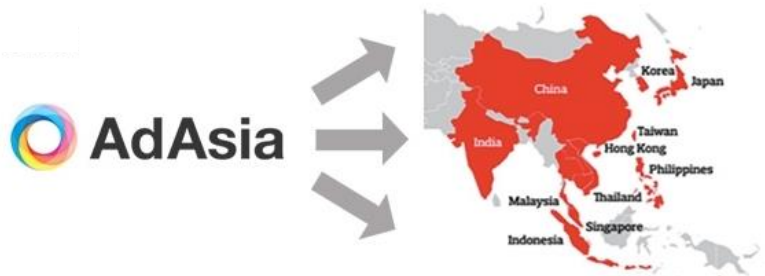 AdAsia
Korea
Japan
China
Taiwan
India
Hong Kong
Philippines
Malaysia
Thailand
Singapore
Indonesia